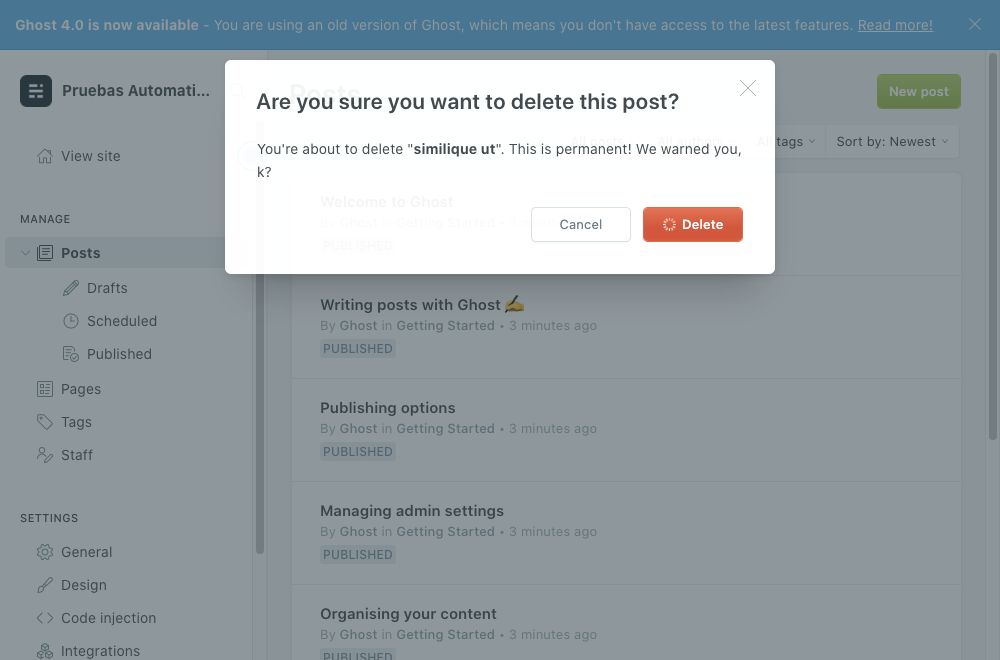 Ghost 4.0 is now available - You are using an old version of Ghost, which means you don't have access to the latest features. Read more!
Pruebas Automati...
View site
MANAGE
Posts
Drafts
Scheduled
Published
Pages
Tags
Staff
SETTINGS
General
Design
Code injection
Integrations
Posts
New post
All tags
Sort by: Newest
Are you sure you want to delete this post?
You're about to delete "similique ut". This is permanent! We warned you,
k?
Cancel
Delete
Welcome to Ghost
By Ghost in Getting Started
PUBLISHED
Writing posts with Ghost ✍️
By Ghost in Getting Started • 3 minutes ago
PUBLISHED
Publishing options
By Ghost in Getting Started • 3 minutes ago
PUBLISHED
Managing admin settings
By Ghost in Getting Started • 3 minutes ago
PUBLISHED
Organising your content
By Ghost in Getting Started • 3 minutes ago
PUBLISHED